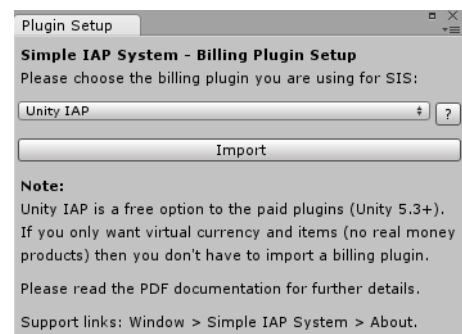 Plugin Setup
Simple IAP System - Billing Plugin Setup
Please choose the billing plugin you are using for SIS:
Unity IAP
?
Import
Note:
Unity IAP is a free option to the paid plugins (Unity 5.3+).
If you only want virtual currency and items (no real money
products) then you don't have to import a billing plugin.
Please read the PDF documentation for further details.
Support links: Window > Simple IAP System > About.